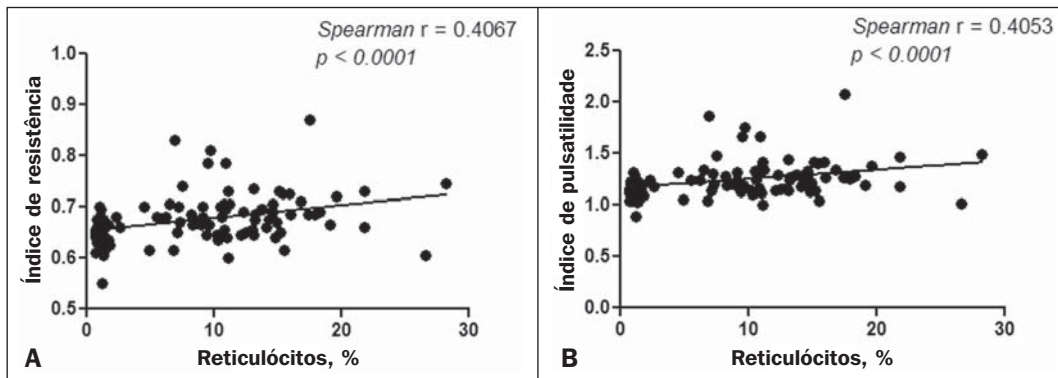 Spearman r = 0.4067
p < 0.0001
1.0
0.9
0.8
0.7
0.6
0.5
Índice de resistência
0
10
20
30
A
Reticulócitos, %
Spearman r = 0.4053
p < 0.0001
2.5
2.0
1.5
1.0
0.5
0.0
Índice de pulsatilidade
0
10
20
30
B
Reticulócitos, %